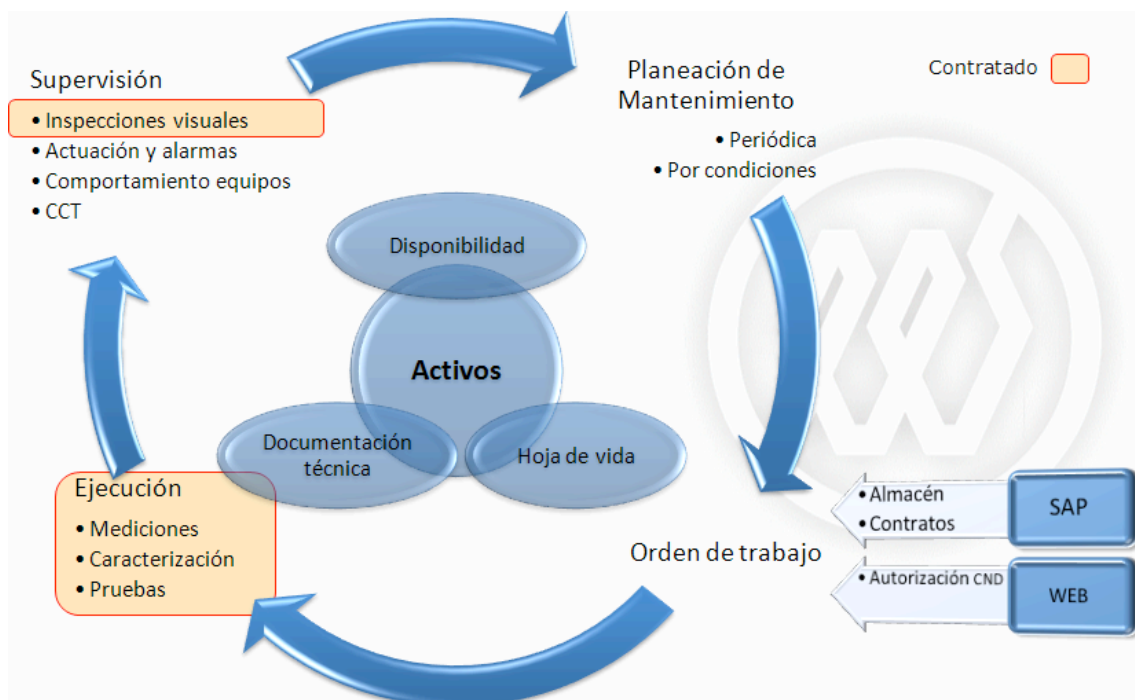 Supervisión
• Inspecciones visuales
• Actuación y alarmas
• Comportamiento equipos
• CCT
Planeación de
Mantenimiento
• Periódica
• Por condiciones
Contratado
Disponibilidad
Activos
Documentación
técnica
Hoja de vida
Ejecución
• Mediciones
• Caracterización
• Pruebas
Orden de trabajo
• Almacén
• Contratos
SAP
• Autorización CND
WEB